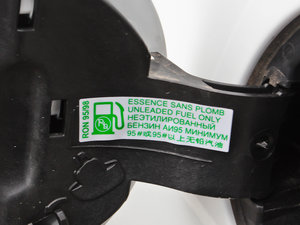 RON 95/98
Pb
ESSENCE SANS PLOMB
UNLEADED FUEL ONLY
НЕЭТИЛИРОВАННЫЙ
БЕНЗИН АИ95 МИНИМУМ
95#或95#以上无铅汽油